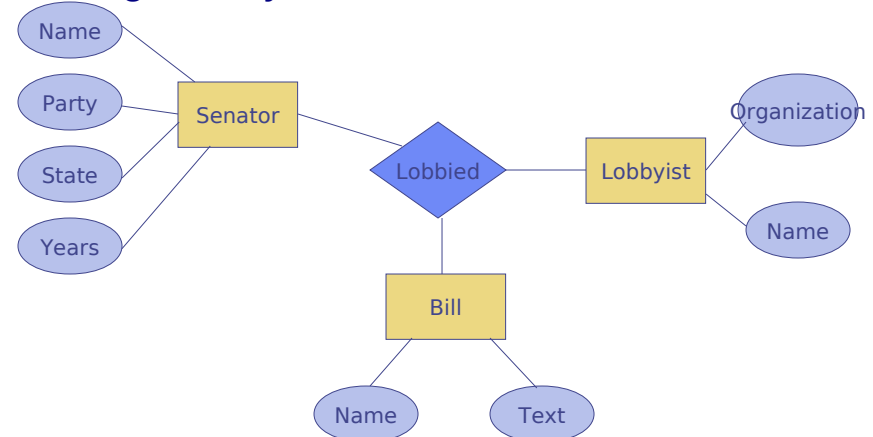 Name
Party
State
Years
Senator
Lobbied
Lobbyist
Organization
Name
Bill
Name
Text